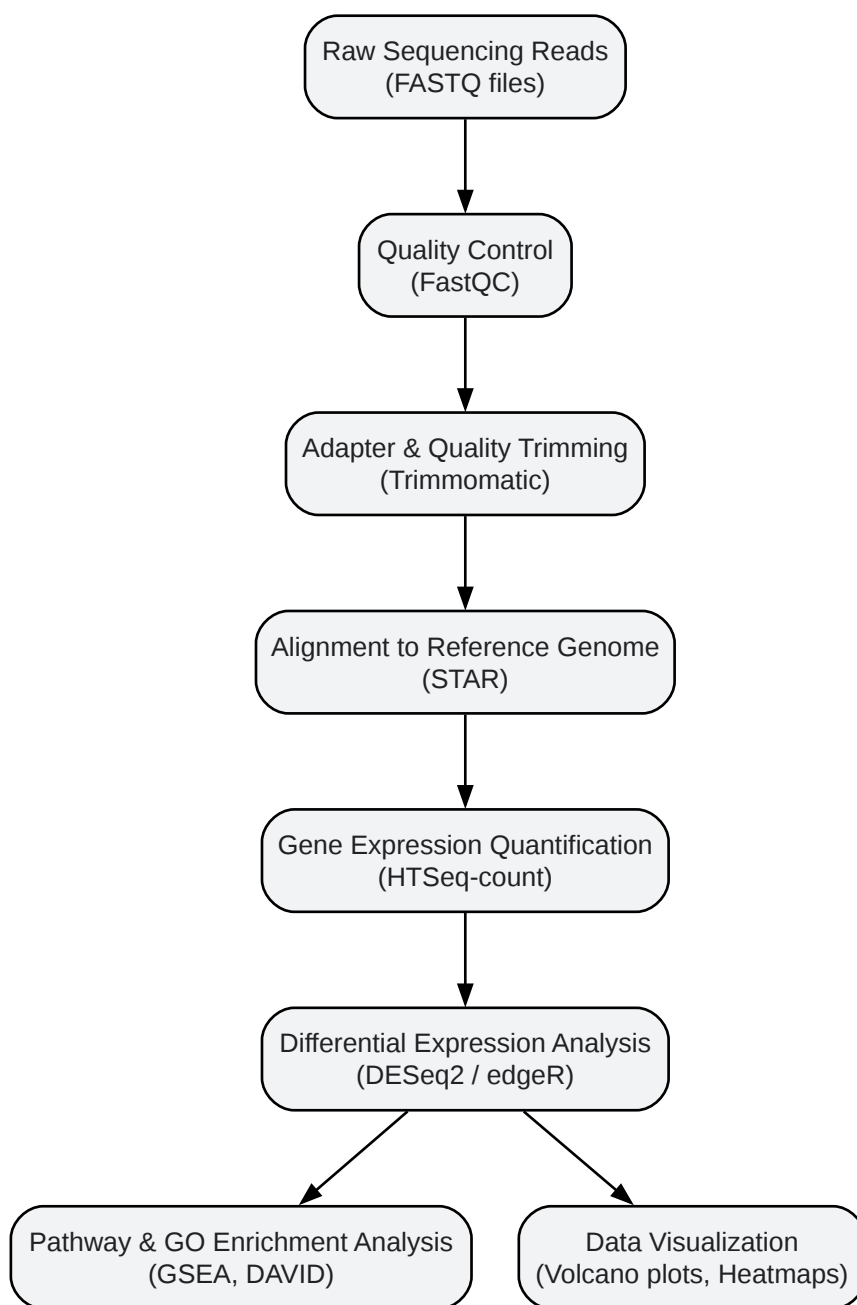 Raw Sequencing Reads
(FASTQ files)
Quality Control
(FastQC)
Adapter & Quality Trimming
(Trimmomatic)
Alignment to Reference Genome
(STAR)
Gene Expression Quantification
(HTSeq-count)
Differential Expression Analysis
(DESeq2 / edgeR)
Pathway & GO Enrichment Analysis
(GSEA, DAVID)
Data Visualization
(Volcano plots, Heatmaps)